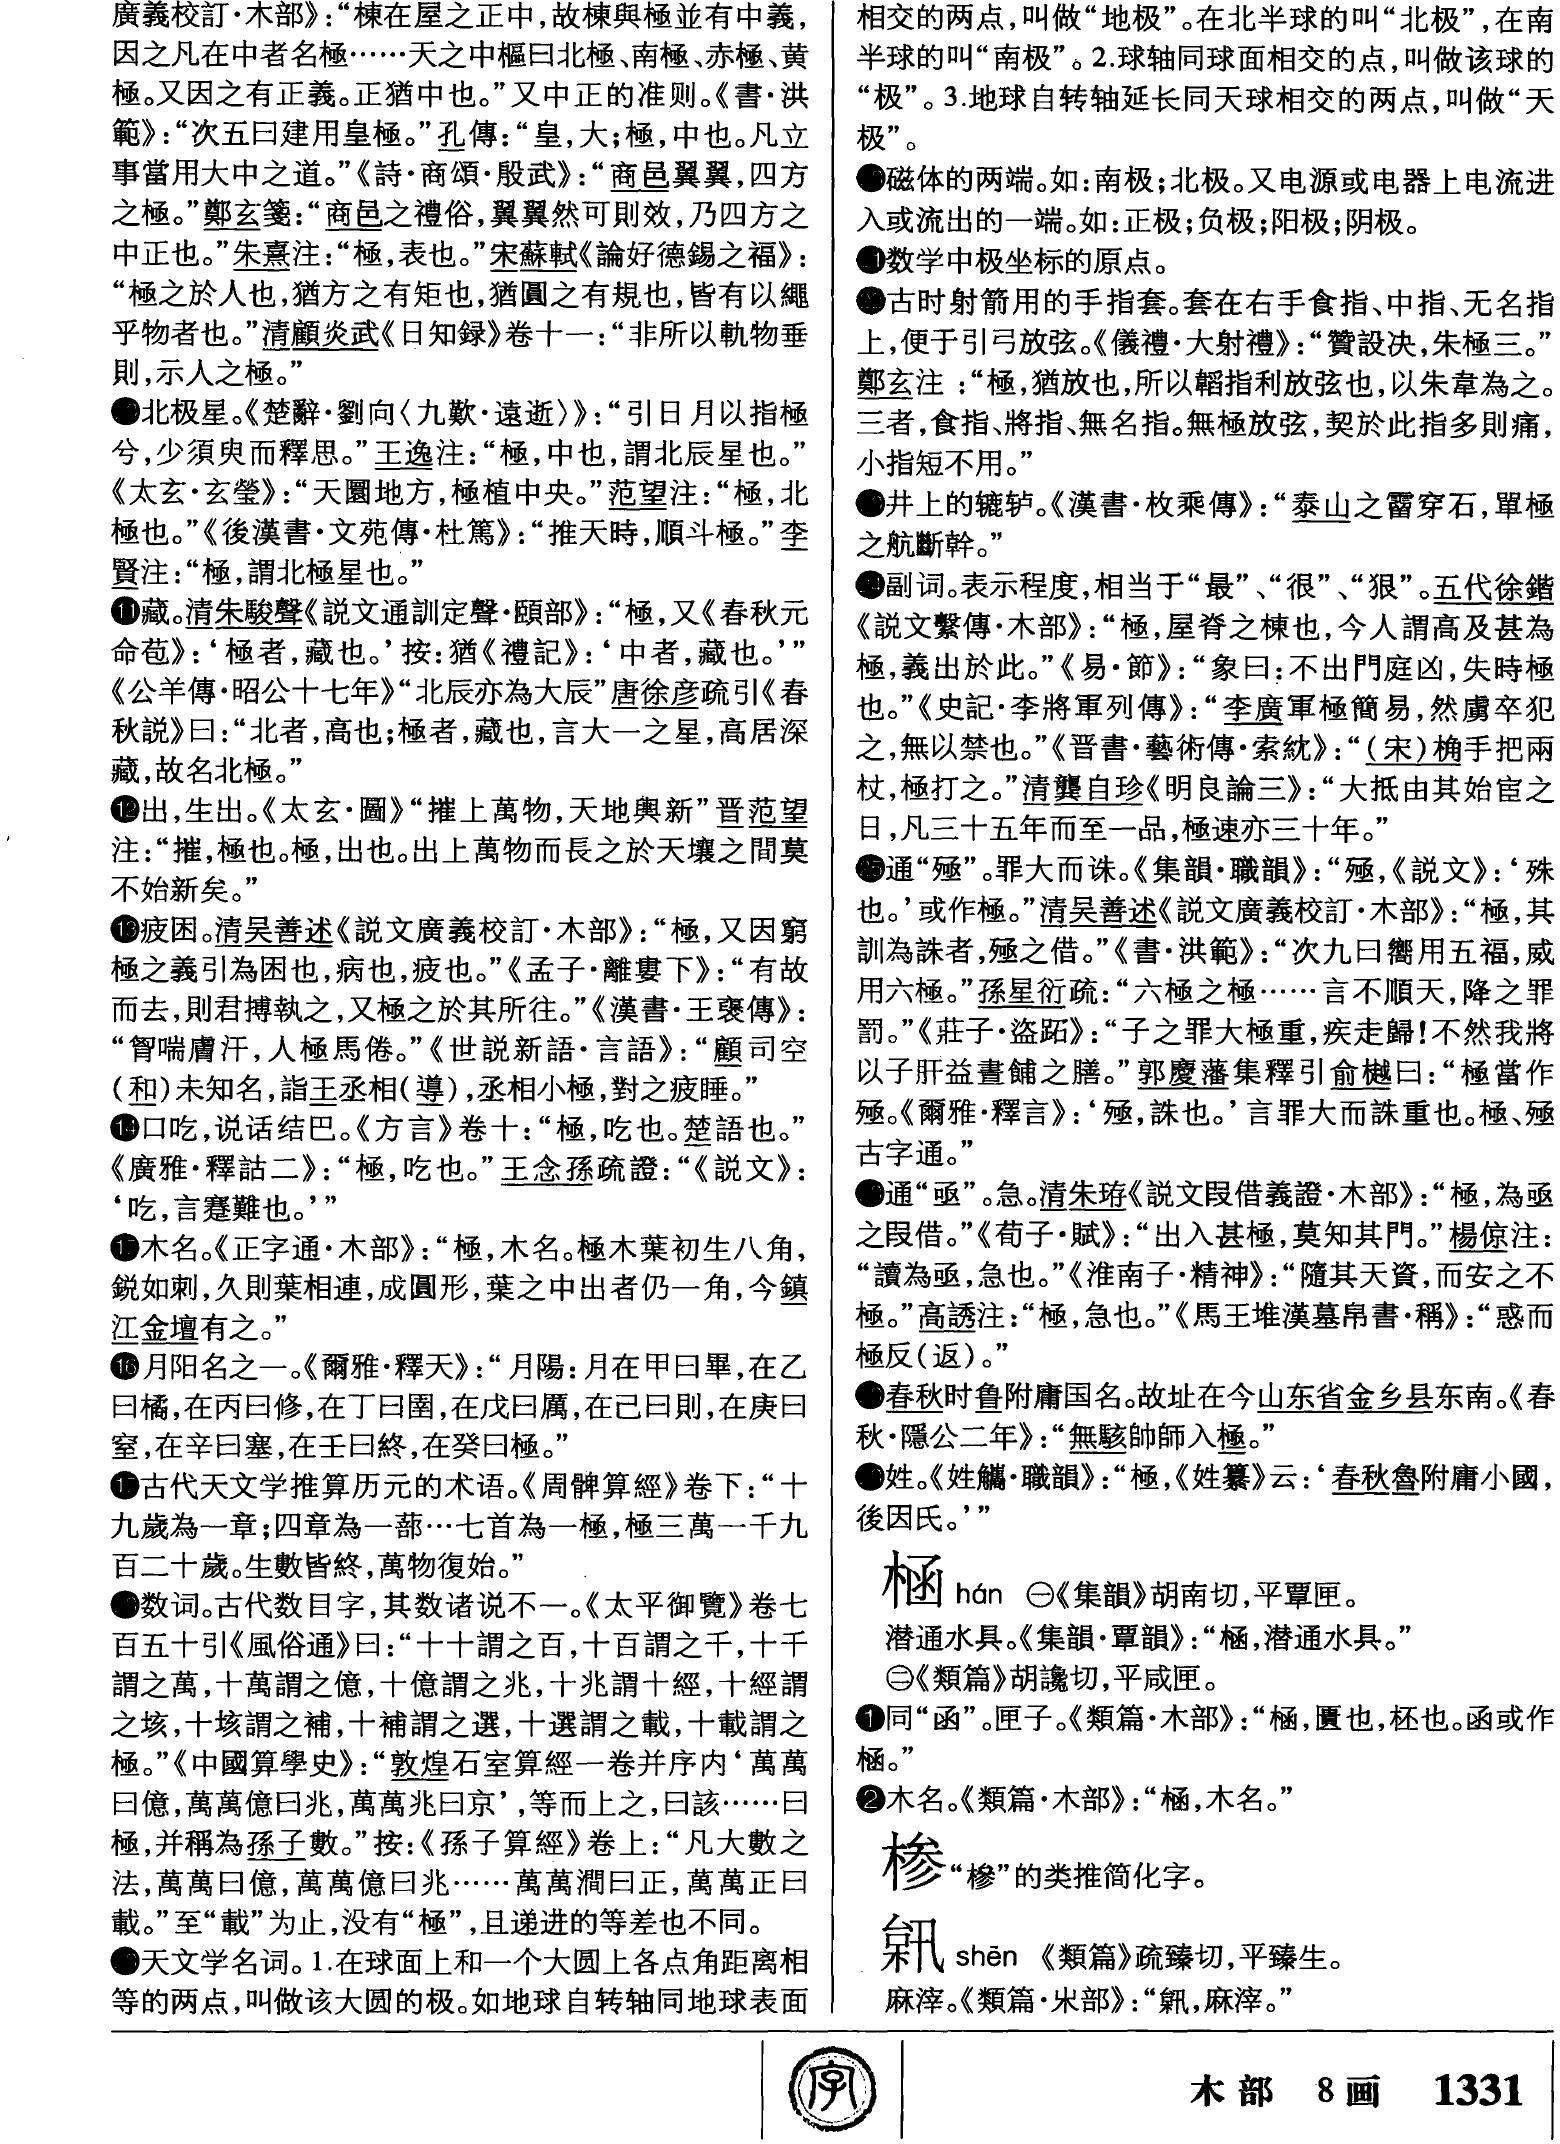 廣義校訂·木部》：“棟在屋之正中，故棟與極並有中義，
因之凡在中者名極……天之中樞曰北極、南極、赤極、黄
極。又因之有正義。正猶中也。”又中正的准则。《書·洪
範》：“次五曰建用皇極。”孔傳：“皇，大；極，中也。凡立
事當用大中之道。”《詩·商頌·殷武》：“商邑翼翼，四方
之極。”鄭玄箋：“商邑之禮俗，翼翼然可則效，乃四方之
中正也。”朱熹注：“極，表也。”宋蘇軾《論好德錫之福》：
“極之於人也，猶方之有矩也，猶圓之有規也，皆有以繩
乎物者也。”清顧炎武《日知録》卷十一：“非所以軌物垂
則，示人之極。”
北极星。《楚辭·劉向〈九歎·遠逝〉》：“引日月以指極
兮，少須臾而釋思。”王逸注：“極，中也，謂北辰星也。”
《太玄·玄瑩》：“天圜地方，極植中央。”范望注：“極，北
極也。”《後漢書·文苑傳·杜篤》：“推天時，順斗極。”李
賢注：“極，謂北極星也。”
⓫藏。清朱駿聲《説文通訓定聲·頤部》：“極，又《春秋元
命苞》：‘極者，藏也。’按：猶《禮記》：‘中者，藏也。’”
《公羊傳·昭公十七年》“北辰亦為大辰”唐徐彦疏引《春
秋説》曰：“北者，高也；極者，藏也，言大一之星，高居深
藏，故名北極。”
⓬出，生出。《太玄·圖》“摧上萬物，天地輿新”晋范望
注：“摧，極也。極，出也。出上萬物而長之於天壤之間莫
不始新矣。”
⓭疲困。清吴善述《説文廣義校訂·木部》：“極，又因窮
極之義引為困也，病也，疲也。”《孟子·離婁下》：“有故
而去，則君搏執之，又極之於其所往。”《漢書·王襃傳》：
“胷喘膚汗，人極馬倦。”《世説新語·言語》：“顧司空
(和)未知名，詣王丞相(導)，丞相小極，對之疲睡。”
⓮口吃，说话结巴。《方言》卷十：“極，吃也。楚語也。”
《廣雅·釋詁二》：“極，吃也。”王念孫疏證：“《説文》：
‘吃，言蹇難也。’”
⓯木名。《正字通·木部》：“極，木名。極木葉初生八角，
鋭如刺，久則葉相連，成圓形，葉之中出者仍一角，今鎮
江金壇有之。”
⓰月阳名之一。《爾雅·釋天》：“月陽：月在甲曰畢，在乙
曰橘，在丙曰修，在丁曰圉，在戊曰厲，在己曰則，在庚曰
窒，在辛曰塞，在壬曰終，在癸曰極。”
⓱古代天文学推算历元的术语。《周髀算經》卷下：“十
九歲為一章；四章為一蔀…七首為一極，極三萬一千九
百二十歲。生數皆終，萬物復始。”
数词。古代数目字，其数诸说不一。《太平御覽》卷七
百五十引《風俗通》曰：“十十謂之百，十百謂之千，十千
謂之萬，十萬謂之億，十億謂之兆，十兆謂十經，十經謂
之垓，十垓謂之補，十補謂之選，十選謂之載，十載謂之
極。”《中國算學史》：“敦煌石室算經一卷并序内‘萬萬
曰億，萬萬億曰兆，萬萬兆曰京’，等而上之，曰該……曰
極，并稱為孫子數。”按：《孫子算經》卷上：“凡大數之
法，萬萬曰億，萬萬億曰兆……萬萬澗曰正，萬萬正曰
載。”至“載”为止，没有“極”，且递进的等差也不同。
天文学名词。1.在球面上和一个大圆上各点角距离相
等的两点，叫做该大圆的极。如地球自转轴同地球表面
相交的两点，叫做“地极”。在北半球的叫“北极”，在南
半球的叫“南极”。2.球轴同球面相交的点，叫做该球的
“极”。3.地球自转轴延长同天球相交的两点，叫做“天
极”。
磁体的两端。如：南极；北极。又电源或电器上电流进
入或流出的一端。如：正极；负极；阳极；阴极。
数学中极坐标的原点。
古时射箭用的手指套。套在右手食指、中指、无名指
上，便于引弓放弦。《儀禮·大射禮》：“贊設决，朱極三。”
鄭玄注：“極，猶放也，所以韜指利放弦也，以朱韋為之。
三者，食指、將指、無名指。無極放弦，契於此指多則痛，
小指短不用。”
井上的辘轳。《漢書·枚乘傳》：“泰山之霤穿石，單極
之航斷幹。”
副词。表示程度，相当于“最”、“很”、“狠”。五代徐鍇
《説文繫傳·木部》：“極，屋脊之棟也，今人謂高及甚為
極，義出於此。”《易·節》：“象曰：不出門庭凶，失時極
也。”《史記·李將軍列傳》：“李廣軍極簡易，然虜卒犯
之，無以禁也。”《晋書·藝術傳·索紞》：“(宋)桷手把兩
杖，極打之。”清龔自珍《明良論三》：“大抵由其始宦之
日，凡三十五年而至一品，極速亦三十年。”
通“殛”。罪大而诛。《集韻·職韻》：“殛，《説文》：‘殊
也。’或作極。”清吴善述《説文廣義校訂·木部》：“極，其
訓為誅者，殛之借。”《書·洪範》：“次九曰嚮用五福，威
用六極。”孫星衍疏：“六極之極……言不順天，降之罪
罰。”《莊子·盜跖》：“子之罪大極重，疾走歸！不然我將
以子肝益晝餔之膳。”郭慶藩集釋引俞樾曰：“極當作
殛。《爾雅·釋言》：‘殛，誅也。’言罪大而誅重也。極、殛
古字通。”
通“亟”。急。清朱珔《説文叚借義證·木部》：“極，為亟
之叚借。”《荀子·賦》：“出入甚極，莫知其門。”楊倞注：
“讀為亟，急也。”《淮南子·精神》：“隨其天資，而安之不
極。”高誘注：“極，急也。”《馬王堆漢墓帛書·稱》：“惑而
極反(返)。”
春秋时鲁附庸国名。故址在今山东省金乡县东南。《春
秋·隱公二年》：“無駭帥師入極。”
姓。《姓觿·職韻》：“極，《姓纂》云：‘春秋魯附庸小國，
後因氏。’”
㮀 hán ㊀《集韻》胡南切，平覃匣。
潜通水具。《集韻·覃韻》：“㮀，潜通水具。”
㊁《類篇》胡讒切，平咸匣。
❶同“函”。匣子。《類篇·木部》：“㮀，匱也，柸也。函或作
㮀。”
❷木名。《類篇·木部》：“㮀，木名。”
椮“槮”的类推简化字。
shēn 《類篇》疏臻切，平臻生。
麻滓。《類篇·𣎳部》：“，麻滓。”
字
木部 8画 1331